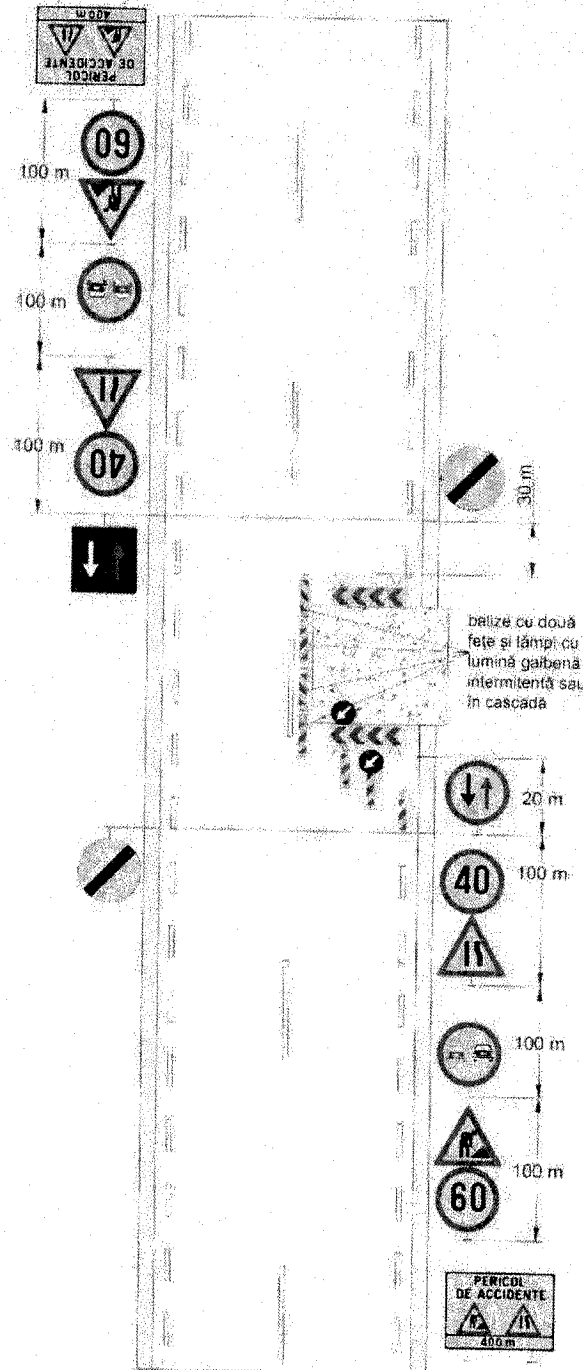 PERICOL
DE ACCIDENTE
400 m
60
100 m
100 m
100 m
40
30 m
balize cu două
fețe și lămpi cu
lumină galbenă
intermitentă sau
în cascadă
20 m
40
100 m
100 m
60
100 m
PERICOL
DE ACCIDENTE
400 m